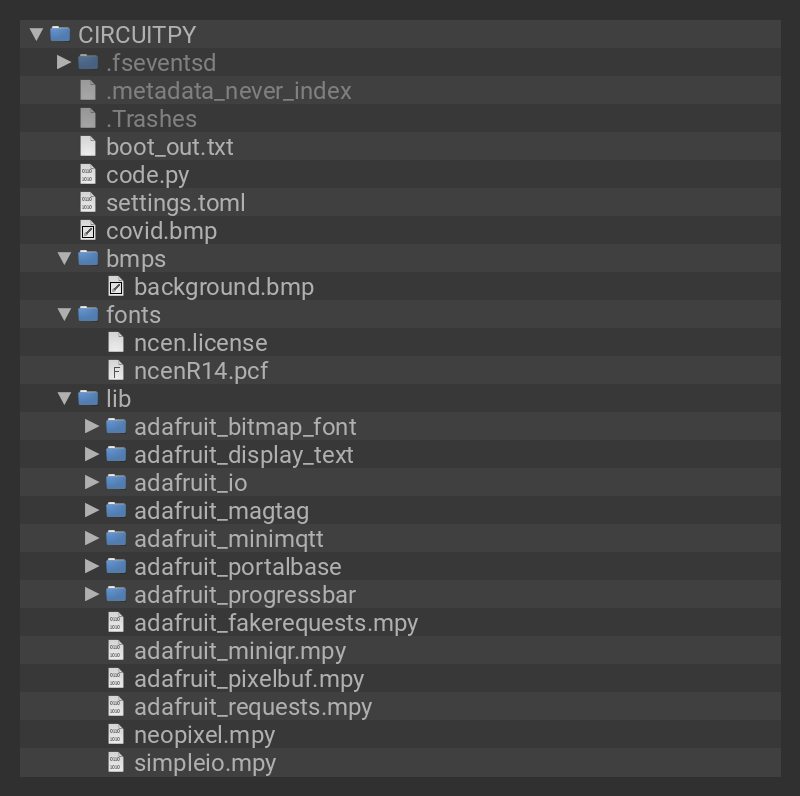 CIRCUITPY
.fseventsd
.metadata_never_index
.Trashes
boot_out.txt
code.py
settings.toml
covid.bmp
bmps
background.bmp
fonts
ncen.license
ncenR14.pcf
lib
adafruit_bitmap_font
adafruit_display_text
adafruit_io
adafruit_magtag
adafruit_minimqtt
adafruit_portalbase
adafruit_progressbar
adafruit_fakerequests.mpy
adafruit_miniqr.mpy
adafruit_pixelbuf.mpy
adafruit_requests.mpy
neopixel.mpy
simpleio.mpy